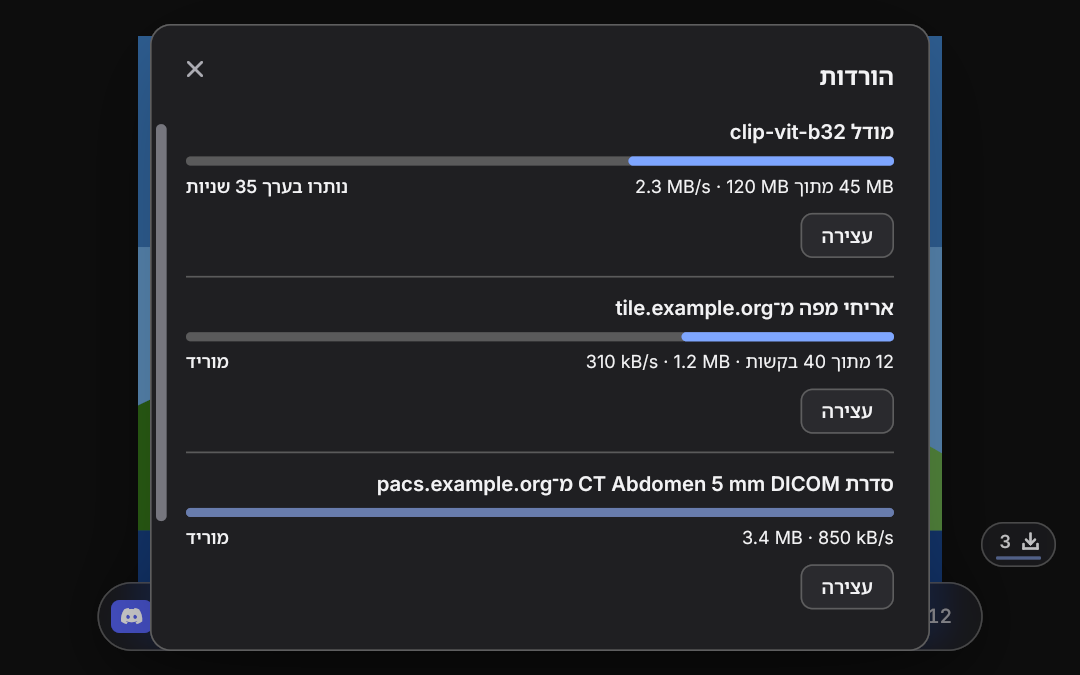 הורדות
מודל clip-vit-b32
45 MB מתוך 120 MB · 2.3 MB/s
נותרו בערך 35 שניות
עצירה
אריחי מפה מ־tile.example.org
12 מתוך 40 בקשות · 1.2 MB · 310 kB/s
מוריד
עצירה
סדרת CT Abdomen 5 mm DICOM מ־pacs.example.org
3.4 MB · 850 kB/s
מוריד
עצירה
3
12